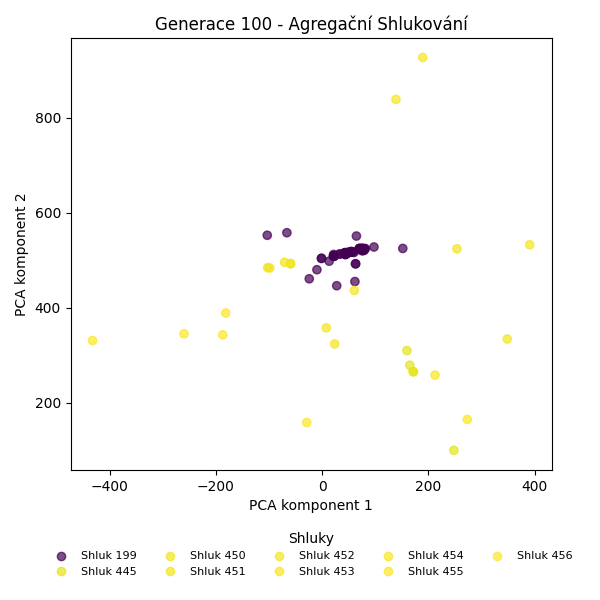 Generace 100 - Agregační Shlukování
PCA komponent 2
800
600
400
200
−400
−200
0
200
400
PCA komponent 1
Shluky
Shluk 199
Shluk 450
Shluk 452
Shluk 454
Shluk 456
Shluk 445
Shluk 451
Shluk 453
Shluk 455